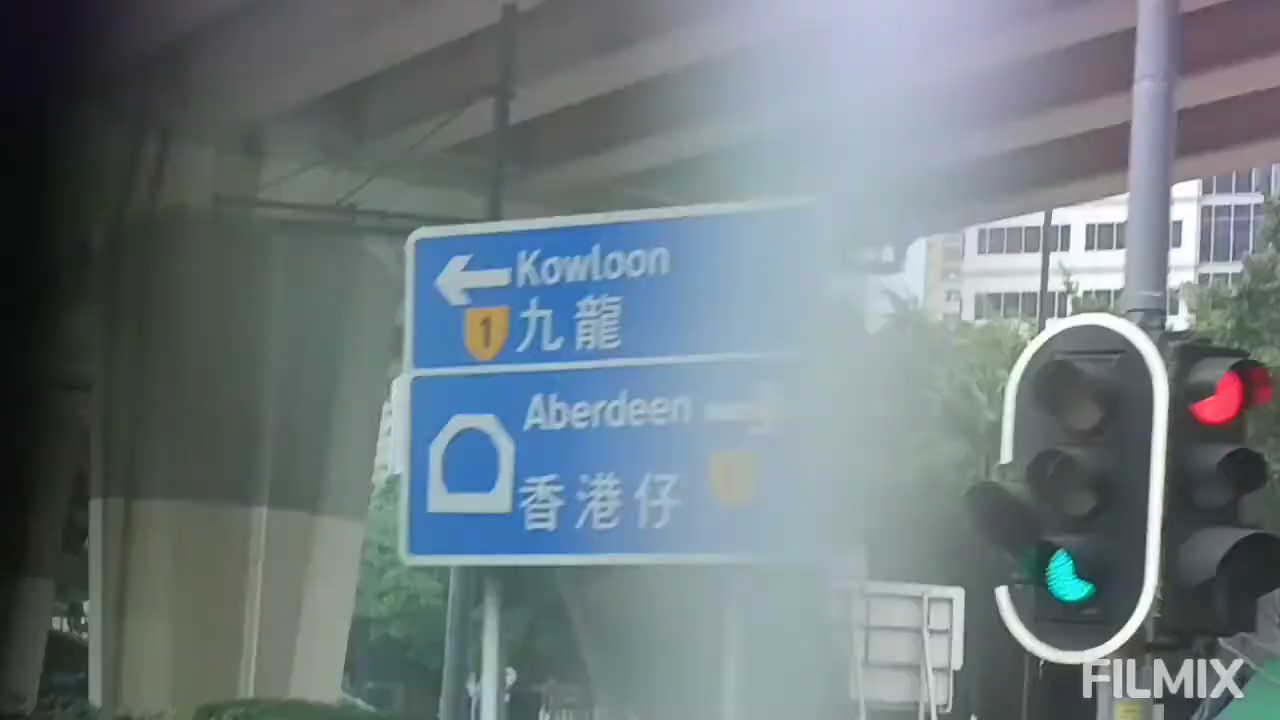 Kowloon
1 九龍
Aberdeen
香港仔
FILMIX